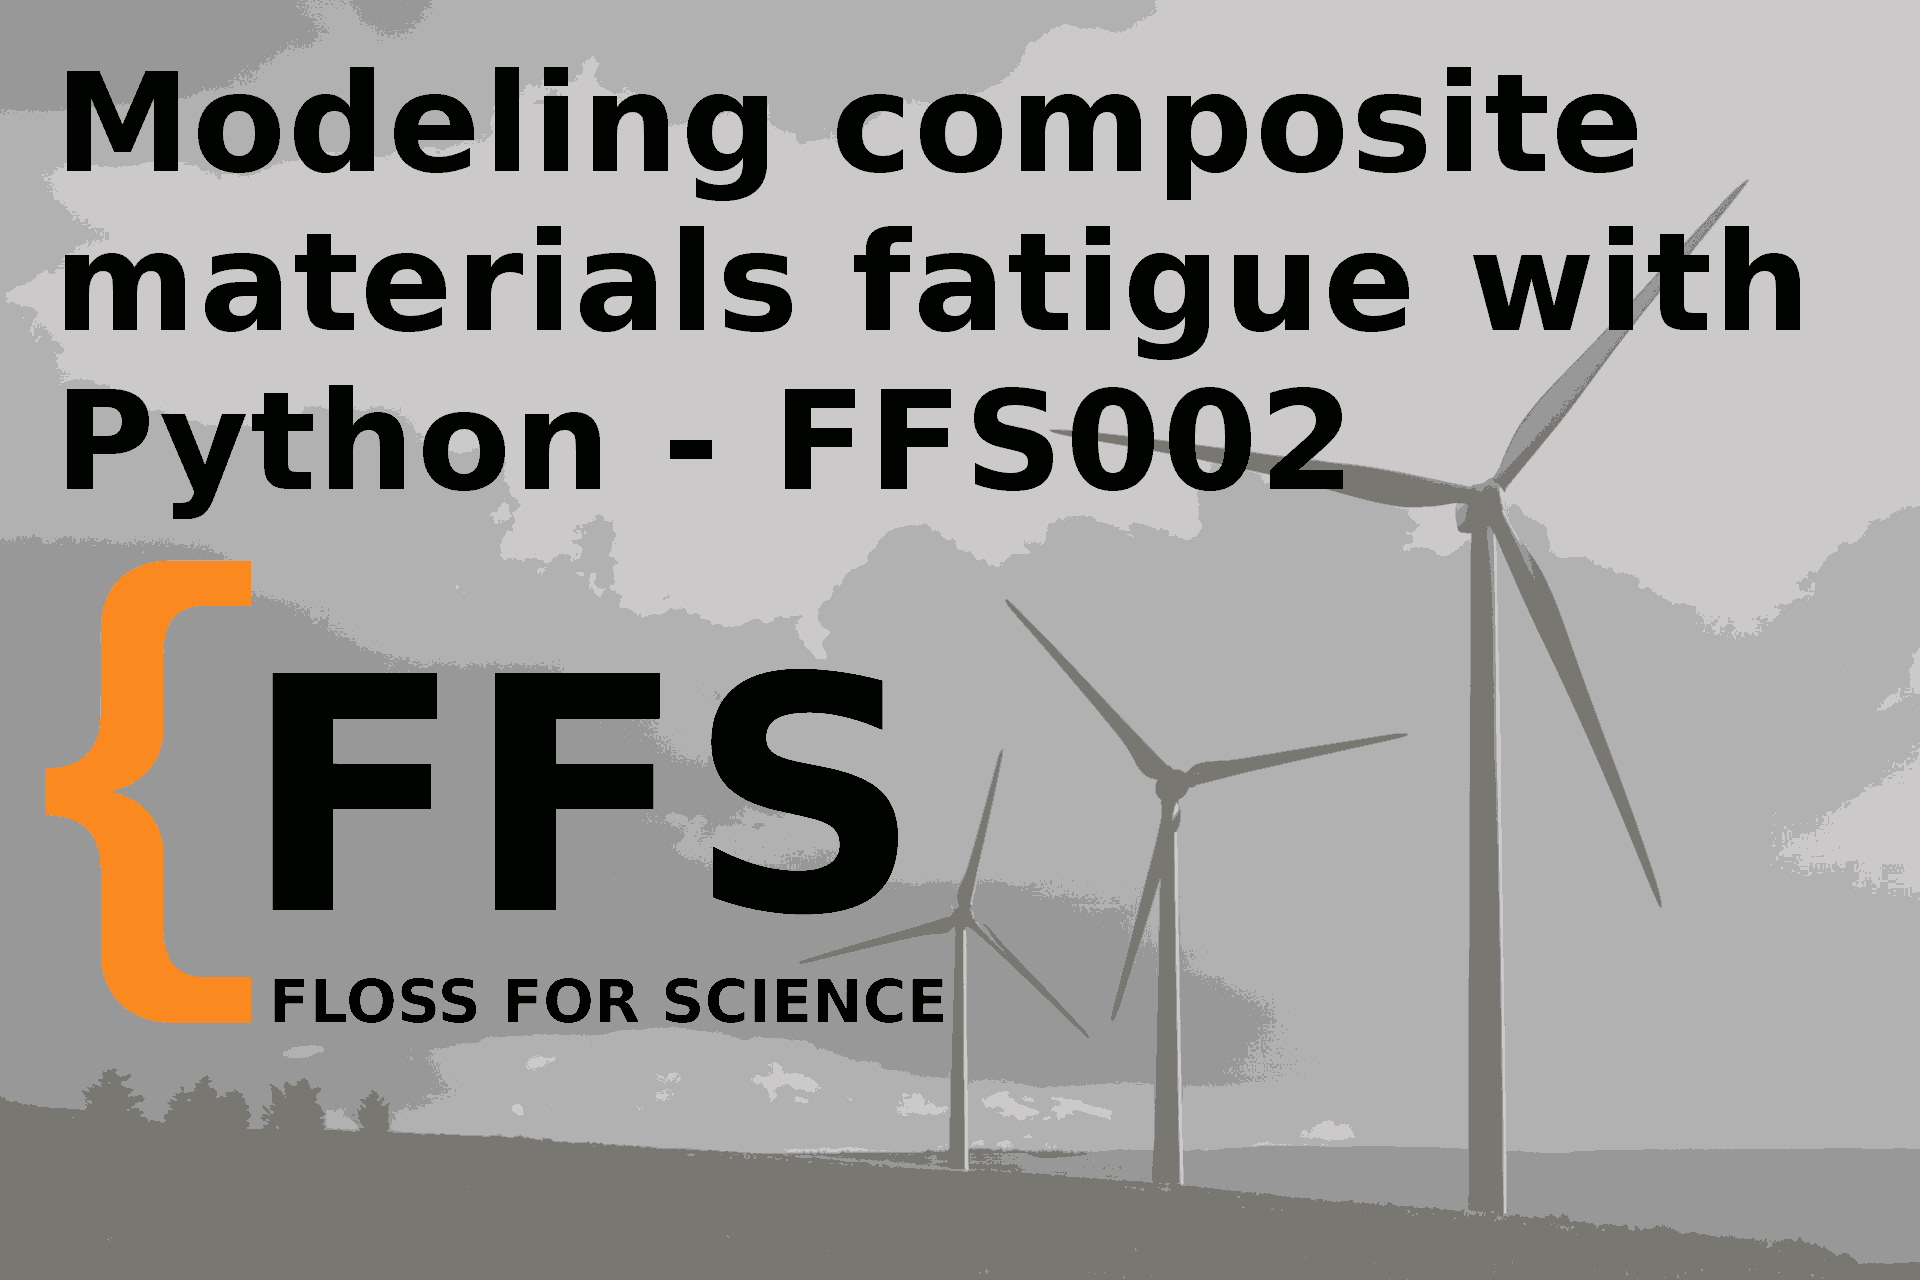 Modeling composite
materials fatigue with
Python - FFS002
FFS
FLOSS FOR SCIENCE